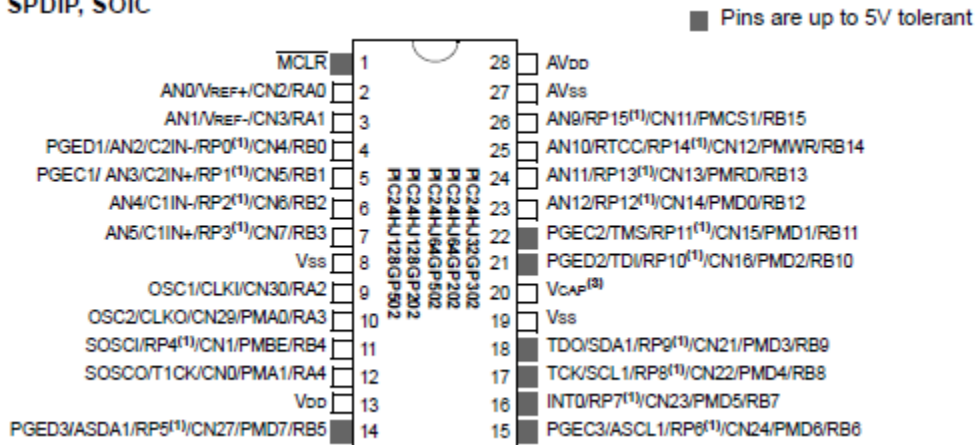 SPDIP, SOIC
Pins are up to 5V tolerant
MCLR 1
AN0/VREF+/CN2/RA0 2
AN1/VREF-/CN3/RA1 3
PGED1/AN2/C2IN-/RP0(1)/CN4/RB0 4
PGEC1/ AN3/C2IN+/RP1(1)/CN5/RB1 5
AN4/C1IN-/RP2(1)/CN6/RB2 6
AN5/C1IN+/RP3(1)/CN7/RB3 7
VSS 8
OSC1/CLKI/CN30/RA2 9
OSC2/CLKO/CN29/PMA0/RA3 10
SOSCI/RP4(1)/CN1/PMBE/RB4 11
SOSCO/T1CK/CN0/PMA1/RA4 12
VDD 13
PGED3/ASDA1/RP5(1)/CN27/PMD7/RB5 14
PIC24HJ32GP302
PIC24HJ64GP202
PIC24HJ64GP502
PIC24HJ128GP202
PIC24HJ128GP502
28 AVDD
27 AVSS
26 AN9/RP15(1)/CN11/PMCS1/RB15
25 AN10/RTCC/RP14(1)/CN12/PMWR/RB14
24 AN11/RP13(1)/CN13/PMRD/RB13
23 AN12/RP12(1)/CN14/PMD0/RB12
22 PGEC2/TMS/RP11(1)/CN15/PMD1/RB11
21 PGED2/TDI/RP10(1)/CN16/PMD2/RB10
20 VCAP(3)
19 VSS
18 TDO/SDA1/RP9(1)/CN21/PMD3/RB9
17 TCK/SCL1/RP8(1)/CN22/PMD4/RB8
16 INT0/RP7(1)/CN23/PMD5/RB7
15 PGEC3/ASCL1/RP6(1)/CN24/PMD6/RB6